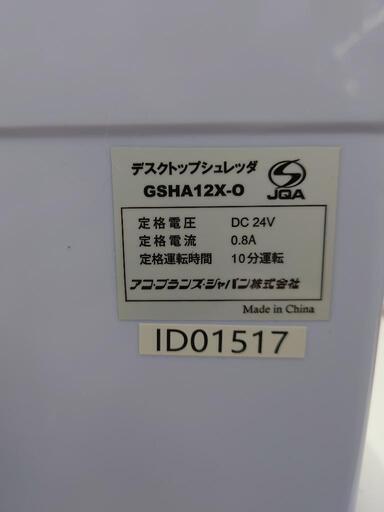 デスクトップシュレッダ
GSHA12X-O
JQA
定格電圧 DC 24V
定格電流 0.8A
定格運転時間 10分運転
アコ・ブランズ・ジャパン株式会社
Made in China
ID01517